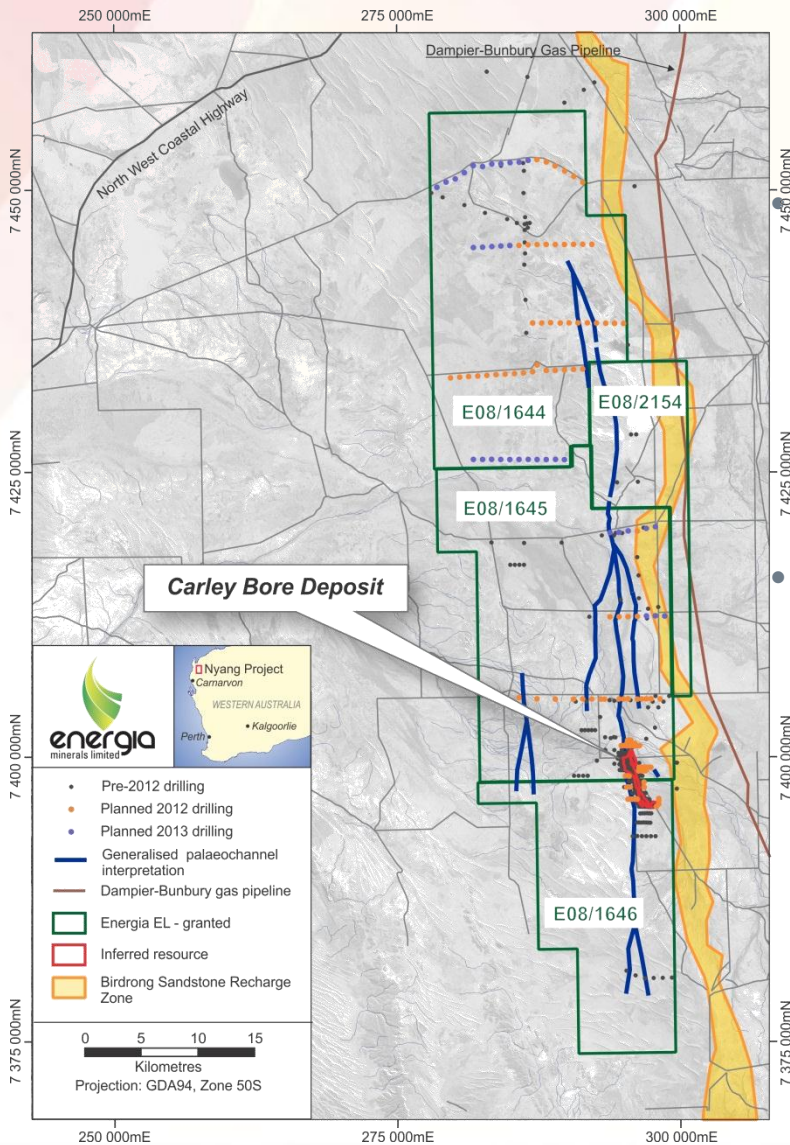 250 000mE
275 000mE
300 000mE
Dampier-Bunbury Gas Pipeline
North West Coastal Highway
7 450 000mN
7 450 000mN
E08/1644
E08/2154
7 425 000mN
7 425 000mN
E08/1645
Carley Bore Deposit
energia
minerals limited
Nyang Project
Carnarvon
WESTERN AUSTRALIA
Kalgoorlie
Perth
7 400 000mN
7 400 000mN
Pre-2012 drilling
Planned 2012 drilling
Planned 2013 drilling
Generalised palaeochannel
interpretation
Dampier-Bunbury gas pipeline
Energia EL - granted
Inferred resource
Birdrong Sandstone Recharge
Zone
E08/1646
0 5 10 15
Kilometres
Projection: GDA94, Zone 50S
7 375 000mN
7 375 000mN
250 000mE
275 000mE
300 000mE